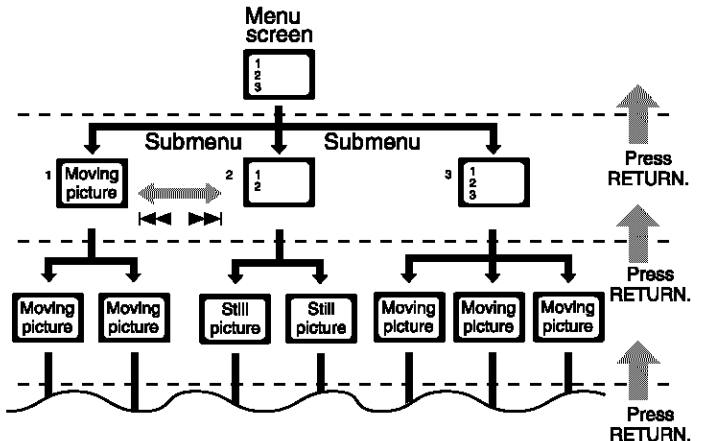 Menu
screen
1
2
3
Submenu Submenu
Press
RETURN.
1 Moving
picture
2 1
2
3 1
2
3
Press
RETURN.
Moving
picture
Moving
picture
Still
picture
Still
picture
Moving
picture
Moving
picture
Moving
picture
Press
RETURN.